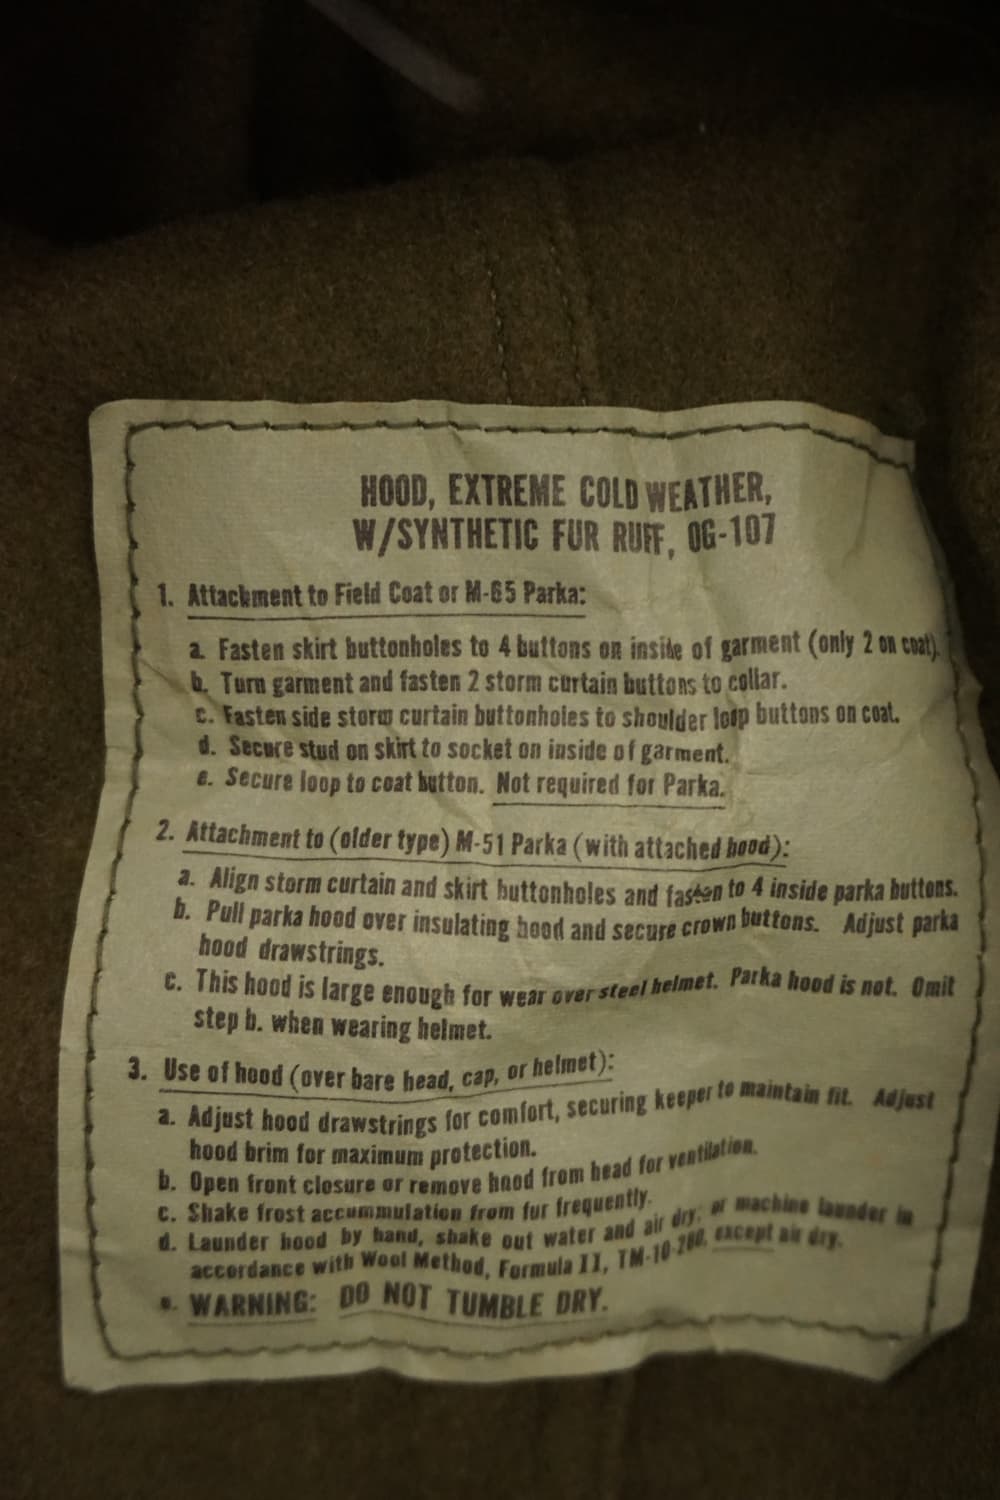 HOOD, EXTREME COLD WEATHER,
W/SYNTHETIC FUR RUFF, OG-107
1. Attachment to Field Coat or M-65 Parka:
a. Fasten skirt buttonholes to 4 buttons on inside of garment (only 2 on coat).
b. Turn garment and fasten 2 storm curtain buttons to collar.
c. Fasten side storm curtain buttonholes to shoulder loop buttons on coat.
d. Secure stud on skirt to socket on inside of garment.
e. Secure loop to coat button. Not required for Parka.
2. Attachment to (older type) M-51 Parka (with attached hood):
a. Align storm curtain and skirt buttonholes and fasten to 4 inside parka buttons.
b. Pull parka hood over insulating hood and secure crown buttons. Adjust parka
hood drawstrings.
c. This hood is large enough for wear over steel helmet. Parka hood is not. Omit
step b. when wearing helmet.
3. Use of hood (over bare head, cap, or helmet):
a. Adjust hood drawstrings for comfort, securing keeper to maintain fit. Adjust
hood brim for maximum protection.
b. Open front closure or remove hood from head for ventilation.
c. Shake frost accummulation from fur frequently.
d. Launder hood by hand, shake out water and air dry; or machine launder in
accordance with Wool Method, Formula II, TM-10-280, except air dry.
e. WARNING: DO NOT TUMBLE DRY.